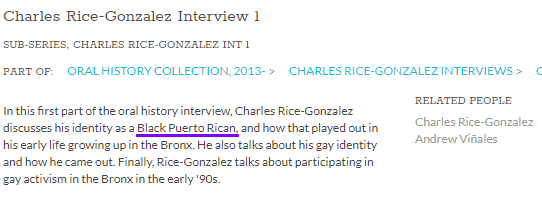 Charles Rice-Gonzalez Interview 1
SUB-SERIES, CHARLES RICE-GONZALEZ INT 1
PART OF: ORAL HISTORY COLLECTION, 2013- > CHARLES RICE-GONZALEZ INTERVIEWS > C
In this first part of the oral history interview, Charles Rice-Gonzalez
discusses his identity as a Black Puerto Rican, and how that played out in
his early life growing up in the Bronx. He also talks about his gay identity
and how he came out. Finally, Rice-Gonzalez talks about participating in
gay activism in the Bronx in the early '90s.
RELATED PEOPLE
Charles Rice-Gonzalez
Andrew Viñales